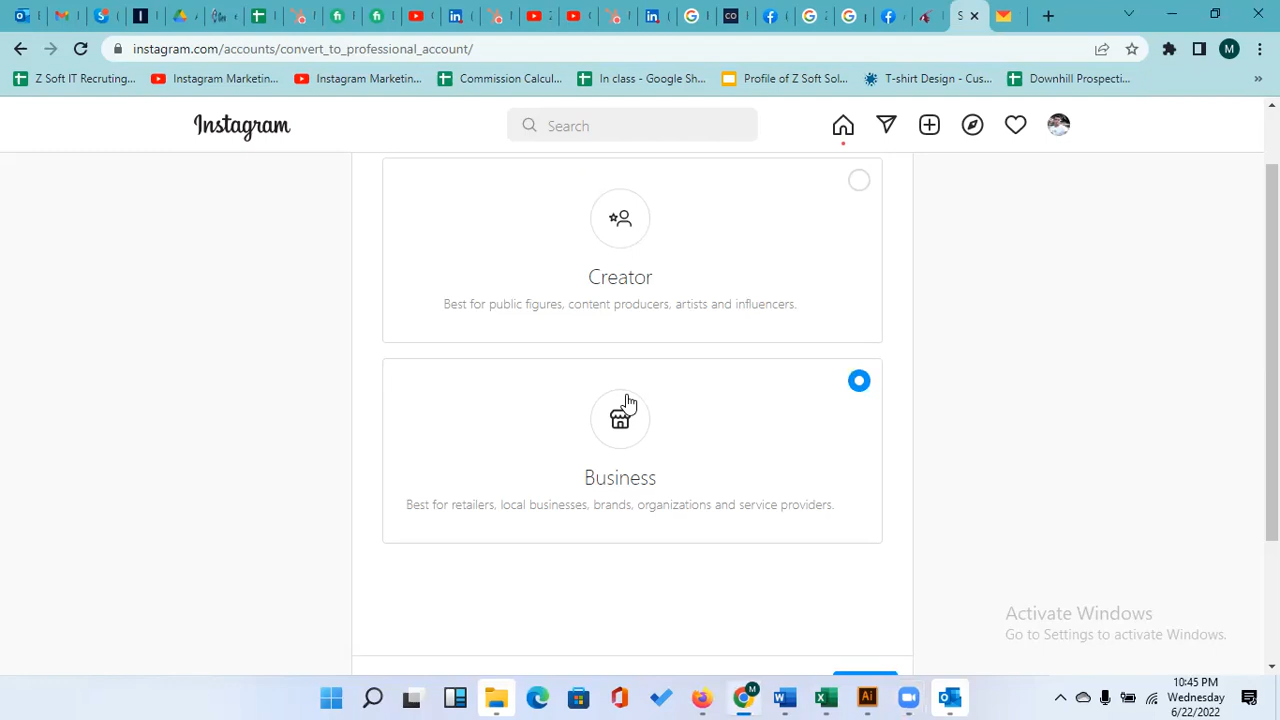 S
instagram.com/accounts/convert_to_professional_account/
M
Z Soft IT Recruting...
Instagram Marketin...
Instagram Marketin...
Commission Calcul...
In class - Google Sh...
Profile of Z Soft Sol...
T-shirt Design - Cus...
Downhill Prospecti...
Instagram
Search
Creator
Best for public figures, content producers, artists and influencers.
Business
Best for retailers, local businesses, brands, organizations and service providers.
Activate Windows
Go to Settings to activate Windows.
10:45 PM
Wednesday
6/22/2022